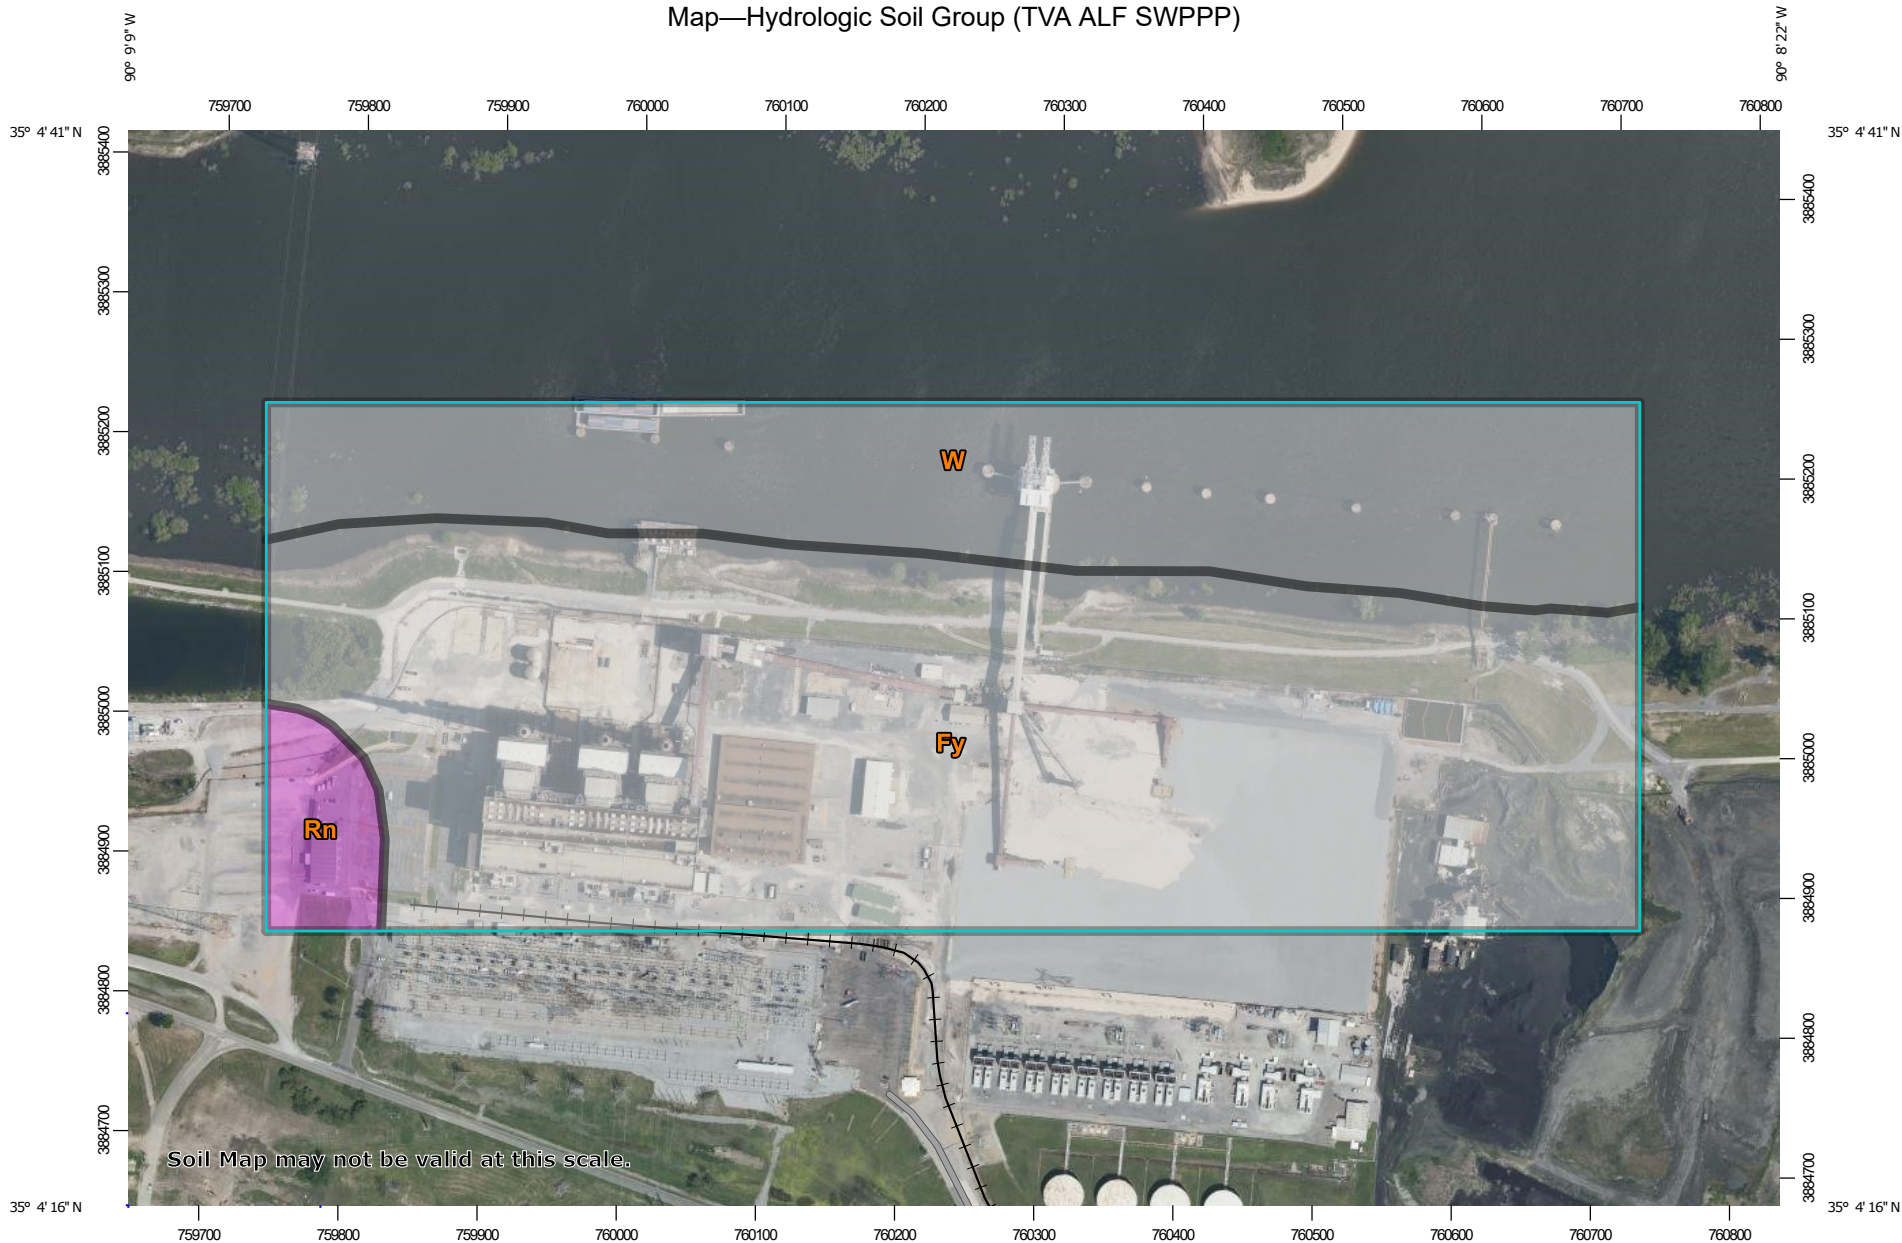 Map—Hydrologic Soil Group (TVA ALF SWPPP)
90° 9' 9" W
90° 8' 22" W
759700 759800 759900 760000 760100 760200 760300 760400 760500 760600 760700 760800
35° 4' 41" N
35° 4' 41" N
3885400
3885300
3885200
3885100
3885000
3884900
3884800
3884700
W
Fy
Rn
3885400
3885300
3885200
3885100
3885000
3884900
3884800
3884700
Soil Map may not be valid at this scale.
35° 4' 16" N
35° 4' 16" N
759700 759800 759900 760000 760100 760200 760300 760400 760500 760600 760700 760800